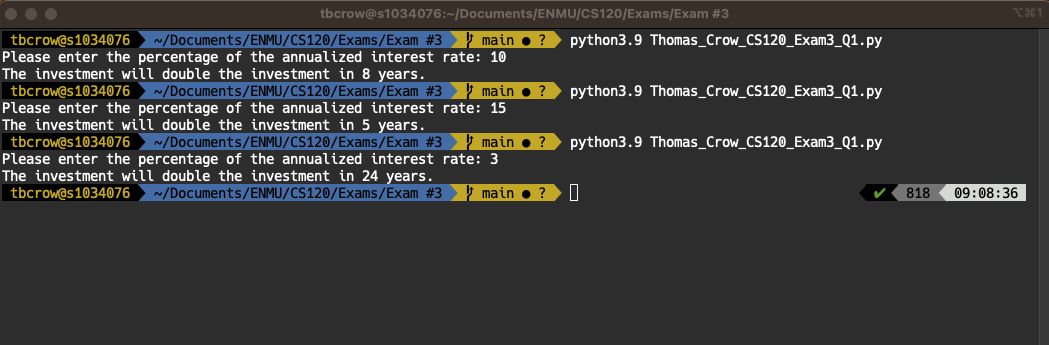 tbcrow@s1034076:~/Documents/ENMU/CS120/Exams/Exam #3 ⌥⌘1
tbcrow@s1034076 ~/Documents/ENMU/CS120/Exams/Exam #3 main ● ? python3.9 Thomas_Crow_CS120_Exam3_Q1.py
Please enter the percentage of the annualized interest rate: 10
The investment will double the investment in 8 years.
tbcrow@s1034076 ~/Documents/ENMU/CS120/Exams/Exam #3 main ● ? python3.9 Thomas_Crow_CS120_Exam3_Q1.py
Please enter the percentage of the annualized interest rate: 15
The investment will double the investment in 5 years.
tbcrow@s1034076 ~/Documents/ENMU/CS120/Exams/Exam #3 main ● ? python3.9 Thomas_Crow_CS120_Exam3_Q1.py
Please enter the percentage of the annualized interest rate: 3
The investment will double the investment in 24 years.
tbcrow@s1034076 ~/Documents/ENMU/CS120/Exams/Exam #3 main ● ? ✔ 818 09:08:36